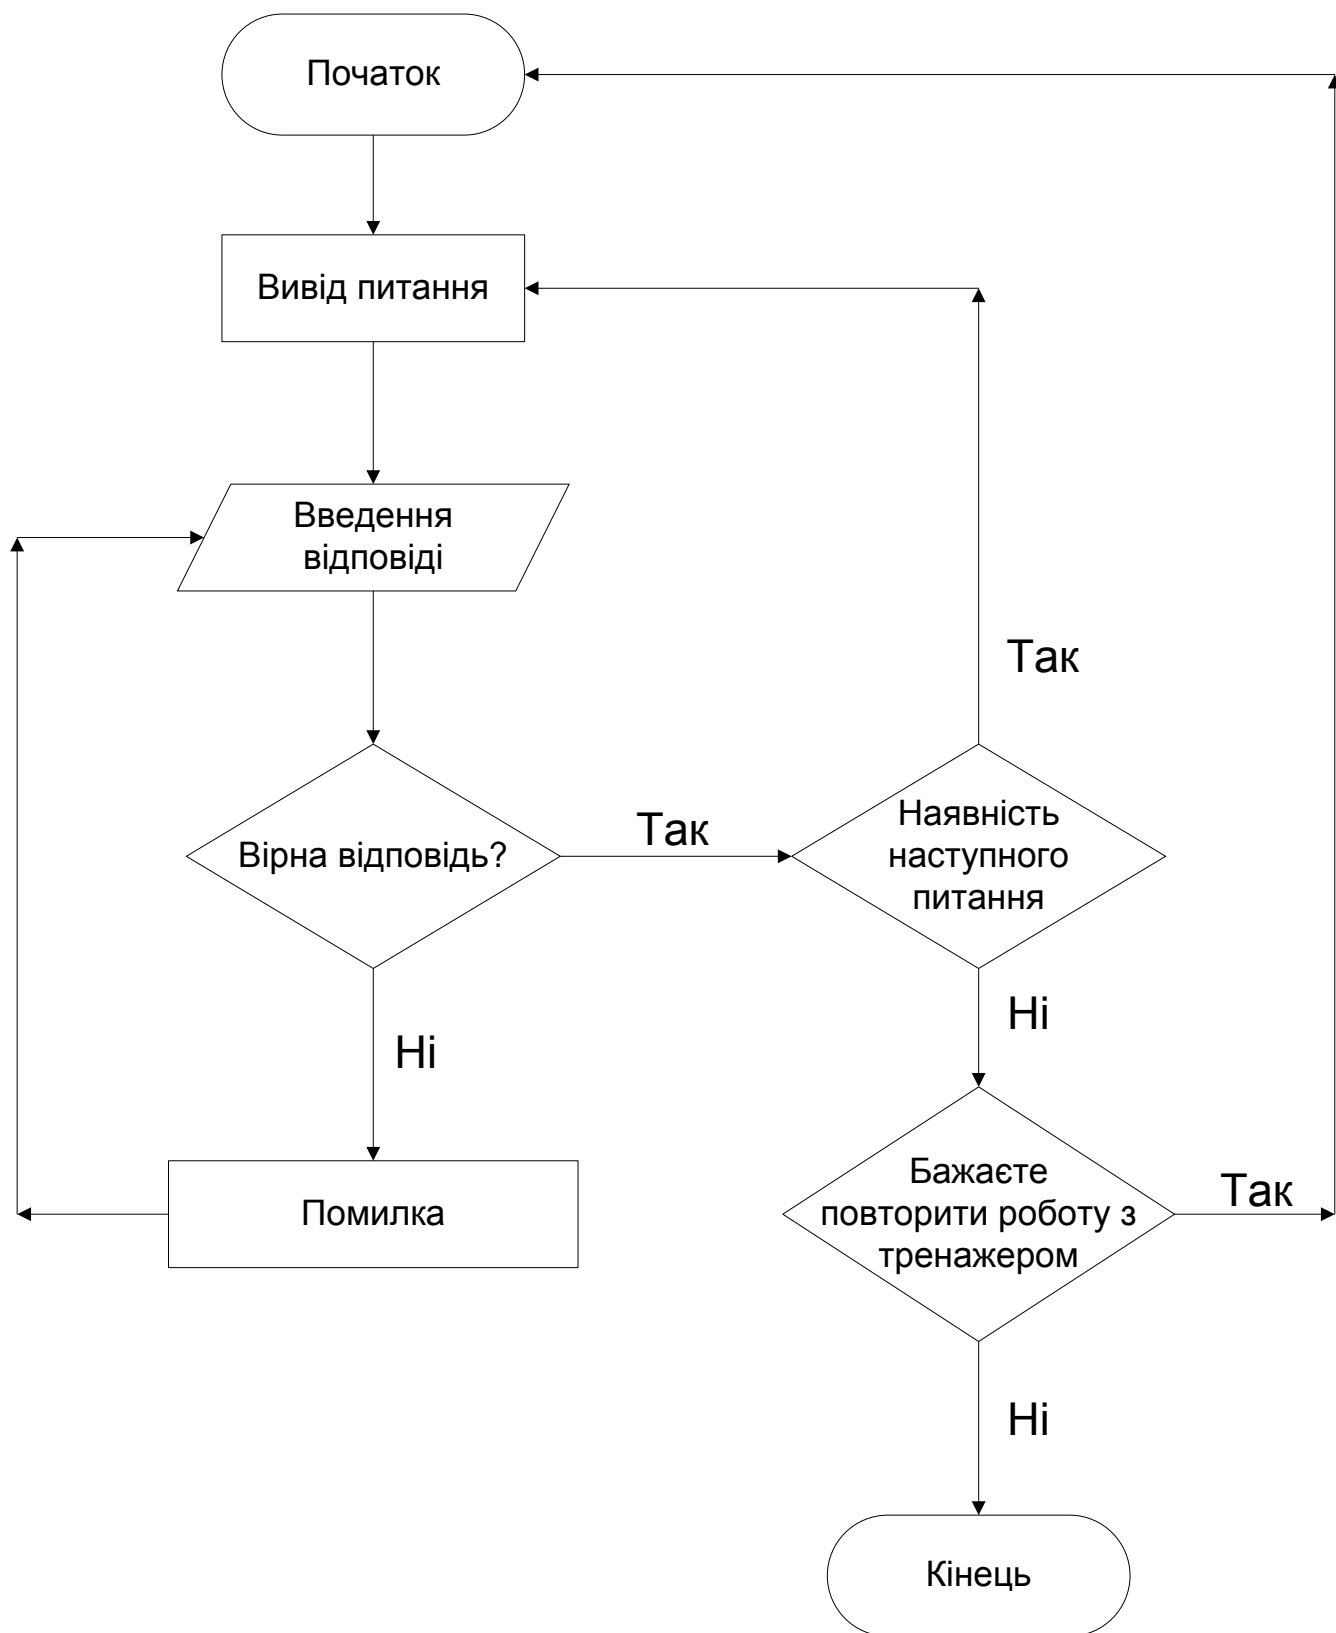 Початок
Вивід питання
Введення
відповіді
Так
Вірна відповідь?
Так
Наявність
наступного
питання
Ні
Ні
Помилка
Бажаєте
повторити роботу з
тренажером
Так
Ні
Кінець